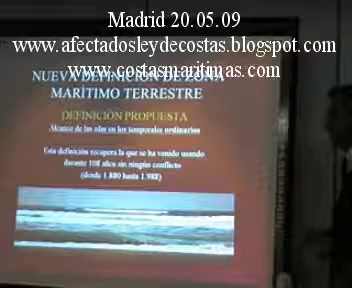 Madrid 20.05.09
www.afectadosleydecostas.blogspot.com
www.costasmaritimas.com
NUEVA DEFINICIÓN DE ZONA
MARÍTIMO TERRESTRE
DEFINICIÓN PROPUESTA
Alcance de las olas en los temporales ordinarios
Esta definición recupera la que se ha venido usando
durante 108 años sin ningún conflicto
(desde 1.880 hasta 1.988)